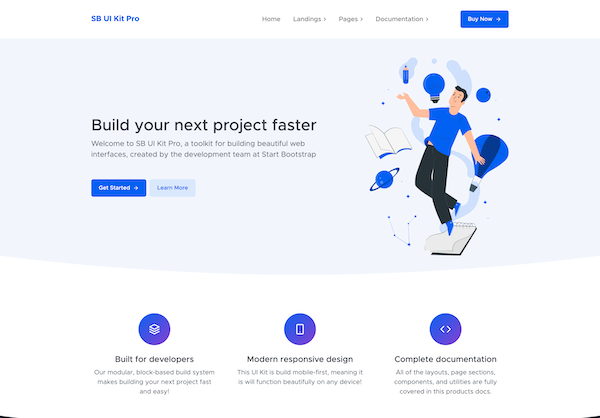 SB UI Kit Pro
Home
Landings
Pages
Documentation
Buy Now
Build your next project faster
Welcome to SB UI Kit Pro, a toolkit for building beautiful web
interfaces, created by the development team at Start Bootstrap
Get Started
Learn More
Built for developers
Our modular, block-based build system
makes building your next project fast
and easy!
Modern responsive design
This UI Kit is build mobile-first, meaning it
is will function beautifully on any device!
Complete documentation
All of the layouts, page sections,
components, and utilities are fully
covered in this products docs.